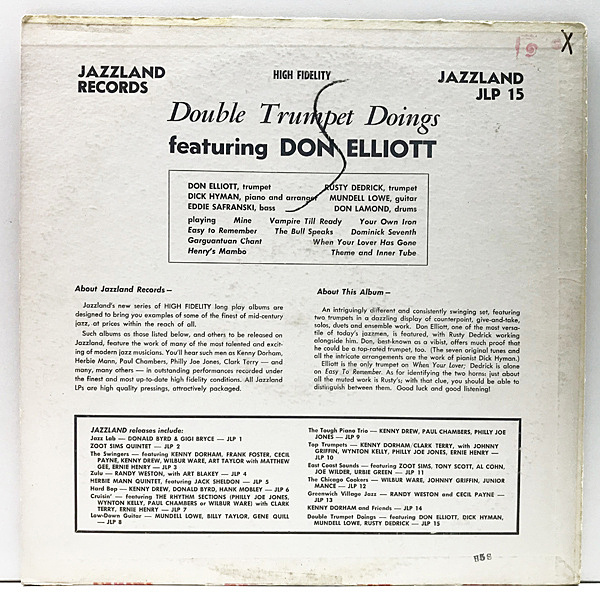 X
JAZZLAND
RECORDS
HIGH FIDELITY
JAZZLAND
JLP 15
Double Trumpet Doings
featuring DON ELLIOTT
DON ELLIOTT, trumpet RUSTY DEDRICK, trumpet
DICK HYMAN, piano and arranger MUNDELL LOWE, guitar
EDDIE SAFRANSKI, bass DON LAMOND, drums
playing Mine Vampire Till Ready Your Own Iron
Easy to Remember The Bull Speaks Dominick Seventh
Garguantuan Chant When Your Lover Has Gone
Henry's Mambo Theme and Inner Tube
About Jazzland Records —
Jazzland's new series of HIGH FIDELITY long play albums are
designed to bring you examples of some of the finest of mid-century
jazz, at prices within the reach of all.
Such albums as those listed below, and others to be released on
Jazzland, feature the work of many of the most talented and excit-
ing of modern jazz musicians. You'll hear such men as Kenny Dorham,
Herbie Mann, Paul Chambers, Philly Joe Jones, Clark Terry — and
many, many others — in outstanding performances recorded under
the finest and most up-to-date high fidelity conditions. All Jazzland
LPs are high quality pressings, attractively packaged.
About This Album —
An intriguingly different and consistently swinging set, featuring
two trumpets in a dazzling display of counterpoint, give-and-take,
solos, duets and ensemble work. Don Elliott, one of the most versa-
tile of today's jazzmen, is featured, with Rusty Dedrick working
alongside him. Don, best-known as a vibist, offers much proof that
he could be a top-rated trumpet, too. (The seven original tunes and
all the intricate arrangements are the work of pianist Dick Hyman.)
Elliott is the only trumpet on When Your Lover; Dedrick is alone
on Easy To Remember. As for identifying the two horns: just about
all the muted work is Rusty's; with that clue, you should be able to
distinguish between them. Good luck and good listening!
JAZZLAND releases include:
Jazz Lab — DONALD BYRD & GIGI BRYCE — JLP 1
ZOOT SIMS QUINTET — JLP 2
The Swingers — featuring KENNY DORHAM, FRANK FOSTER, CECIL
PAYNE, KENNY DREW, WILBUR WARE, ART TAYLOR with MATTHEW
GEE, ERNIE HENRY — JLP 3
Zulu — RANDY WESTON, with ART BLAKEY — JLP 4
HERBIE MANN QUINTET, featuring JACK SHELDON — JLP 5
Hard Bop — KENNY DREW, DONALD BYRD, HANK MOBLEY — JLP 6
Cruisin' — featuring THE RHYTHM SECTIONS (PHILLY JOE JONES,
WYNTON KELLY, PAUL CHAMBERS or WILBUR WARE) with CLARK
TERRY, ERNIE HENRY — JLP 7
Low-Down Guitar — MUNDELL LOWE, BILLY TAYLOR, GENE QUILL
— JLP 8
The Tough Piano Trio — KENNY DREW, PAUL CHAMBERS, PHILLY JOE
JONES — JLP 9
Top Trumpets — KENNY DORHAM/CLARK TERRY, with JOHNNY
GRIFFIN, WYNTON KELLY, PHILLY JOE JONES, ERNIE HENRY —
JLP 10
East Coast Sounds — featuring ZOOT SIMS, TONY SCOTT, AL COHN,
JOE WILDER, URBIE GREEN — JLP 11
The Chicago Cookers — WILBUR WARE, JOHNNY GRIFFIN, JUNIOR
MANCE — JLP 12
Greenwich Village Jazz — RANDY WESTON and CECIL PAYNE —
JLP 13
KENNY DORHAM and Friends — JLP 14
Double Trumpet Doings — featuring DON ELLIOTT, DICK HYMAN,
MUNDELL LOWE, RUSTY DEDRICK — JLP 15